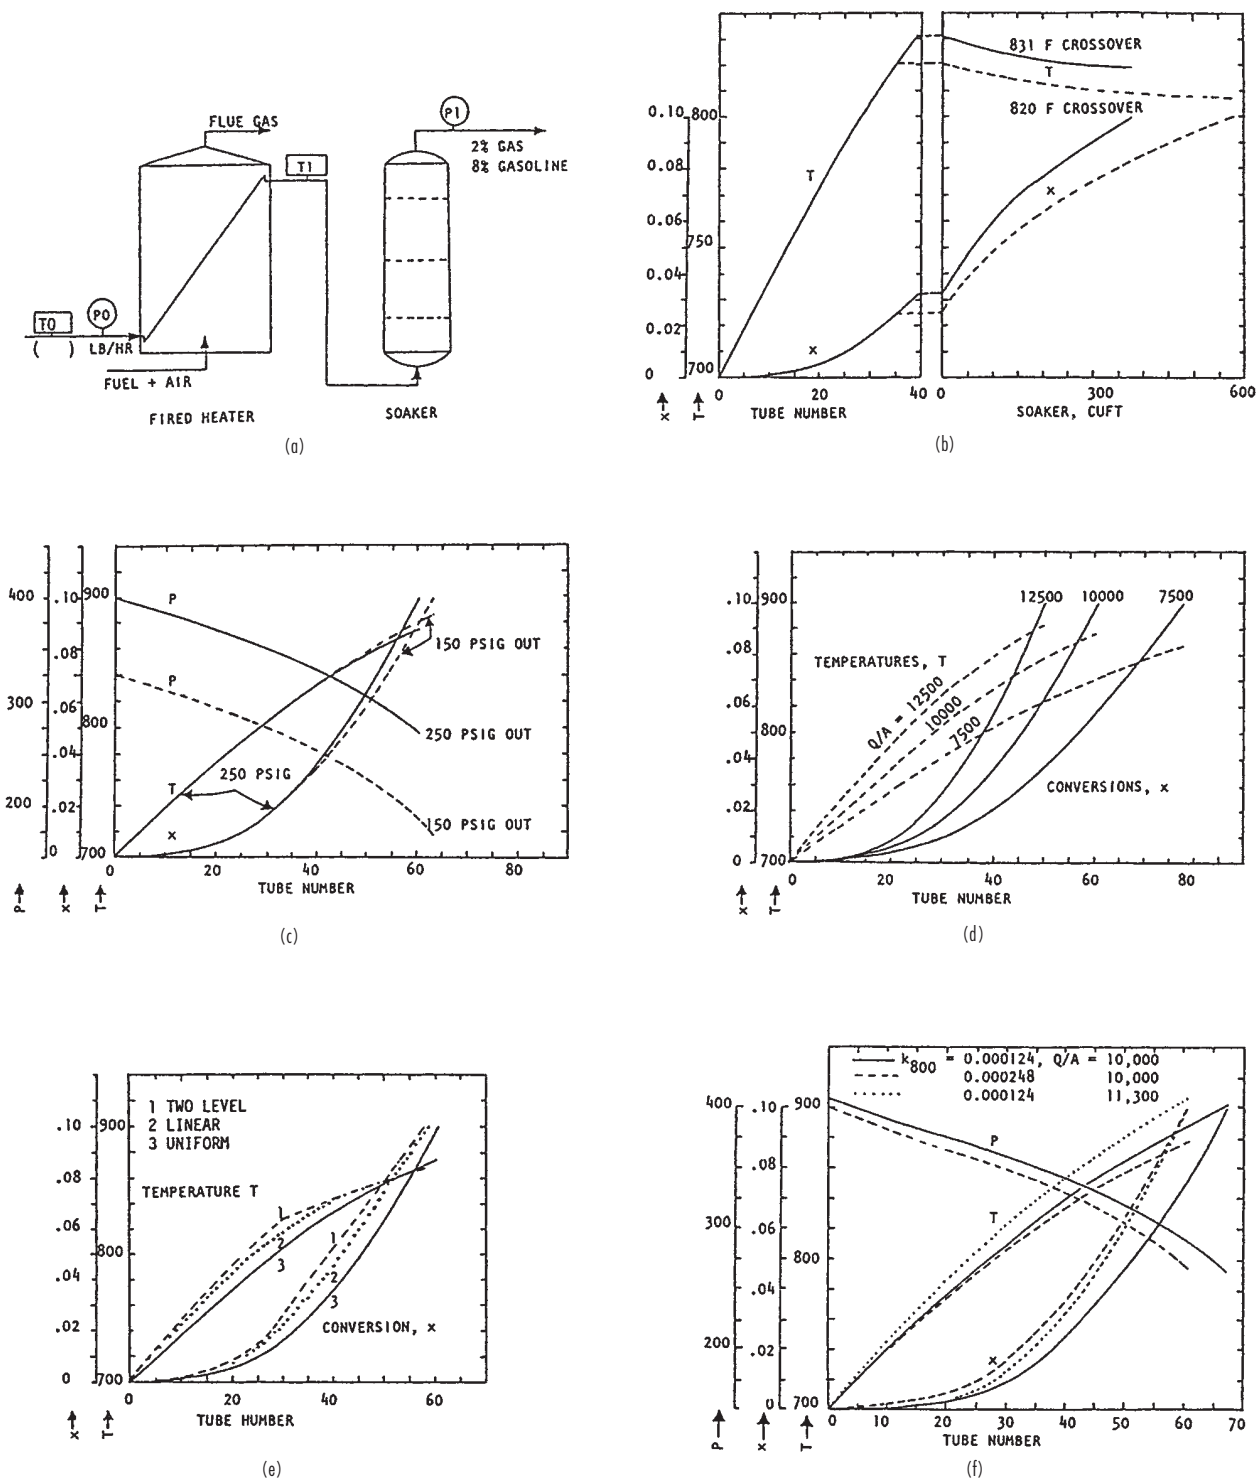 FLUE GAS
T1
P1
2% GAS
8% GASOLINE
T0
P0
( ) LB/HR
FUEL + AIR
FIRED HEATER
SOAKER
(a)
831 F CROSSOVER
T
820 F CROSSOVER
0.10 800
0.08
T
x
0.06
750
0.04
0.02
x
0 700
0 20 40 0 300 600
x T TUBE NUMBER SOAKER, CUFT
(b)
400 .10 900
P
.08
150 PSIG OUT
P
300 .06 800
250 PSIG OUT
.04
250 PSIG
T
200 .02
150 PSIG OUT
x
0 700
0 20 40 60 80
TUBE NUMBER
P x T
(c)
.10 900
12500 10000 7500
.08
TEMPERATURES, T
Q/A = 12500
.06
10000
800
7500
.04
CONVERSIONS, x
.02
0 700
0 20 40 60 80
TUBE NUMBER
x T
(d)
1 TWO LEVEL
.10 900
2 LINEAR
3 UNIFORM
.08
TEMPERATURE T
1
.06
2
800
1
3
.04
2
3
.02
CONVERSION, x
0 700
0 20 40 60
TUBE HUMBER
x T
(e)
k800 = 0.000124, Q/A = 10,000
0.000248 10,000
0.000124 11,300
400 .10 900
P
.08
T
300 .06
800
.04
200 .02
x
0 700
0 10 20 30 40 50 60 70
TUBE NUMBER
P x T
(f)